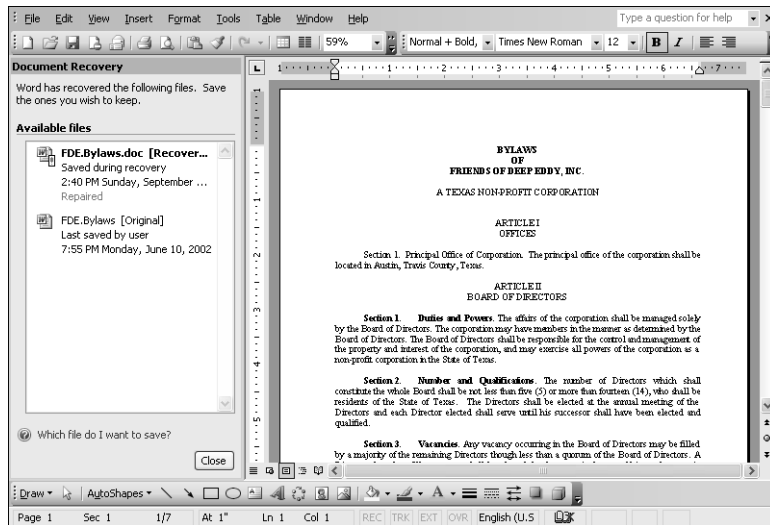 File Edit View Insert Format Tools Table Window Help Type a question for help
59% Normal + Bold, Times New Roman 12 B I
Document Recovery
Word has recovered the following files. Save
the ones you wish to keep.
Available files
FDE.Bylaws.doc [Recover...
Saved during recovery
2:40 PM Sunday, September ...
Repaired
FDE.Bylaws [Original]
Last saved by user
7:55 PM Monday, June 10, 2002
Which file do I want to save?
Close
L
1 1 2 3 4 5 6 7
1 1 2 3 4 5
BYLAWS
OF
FRIENDS OF DEEP EDDY, INC.
A TEXAS NON-PROFIT CORPORATION
ARTICLE I
OFFICES
Section 1. Principal Office of Corporation. The principal office of the corporation shall be
located in Austin, Travis County, Texas.
ARTICLE II
BOARD OF DIRECTORS
Section 1. Duties and Powers. The affairs of the corporation shall be managed solely
by the Board of Directors. The corporation may have members in the manner as determined by the
Board of Directors. The Board of Directors shall be responsible for the control and management of
the property and interest of the corporation, and may exercise all powers of the corporation as a
non-profit corporation in the State of Texas.
Section 2. Number and Qualifications. The number of Directors which shall
constitute the whole Board shall be not less than five (5) or more than fourteen (14), who shall be
residents of the State of Texas. The Directors shall be elected at the annual meeting of the
Directors and each Director elected shall serve until his successor shall have been elected and
qualified.
Section 3. Vacancies. Any vacancy occurring in the Board of Directors may be filled
by a majority of the remaining Directors though less than a quorum of the Board of Directors. A
Draw AutoShapes A
Page 1 Sec 1 1/7 At 1" Ln 1 Col 1 REC TRK EXT OVR English (U.S